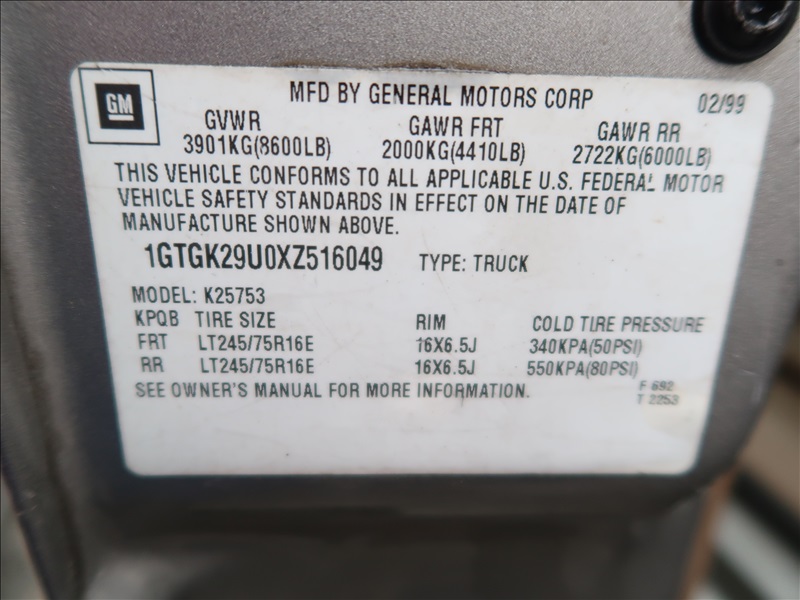 GM
MFD BY GENERAL MOTORS CORP 02/99
GVWR GAWR FRT GAWR RR
3901KG(8600LB) 2000KG(4410LB) 2722KG(6000LB)
THIS VEHICLE CONFORMS TO ALL APPLICABLE U.S. FEDERAL MOTOR
VEHICLE SAFETY STANDARDS IN EFFECT ON THE DATE OF
MANUFACTURE SHOWN ABOVE.
1GTGK29U0XZ516049 TYPE: TRUCK
MODEL: K25753
KPQB TIRE SIZE RIM COLD TIRE PRESSURE
FRT LT245/75R16E 16X6.5J 340KPA(50PSI)
RR LT245/75R16E 16X6.5J 550KPA(80PSI)
SEE OWNER'S MANUAL FOR MORE INFORMATION.
F 692
T 2253